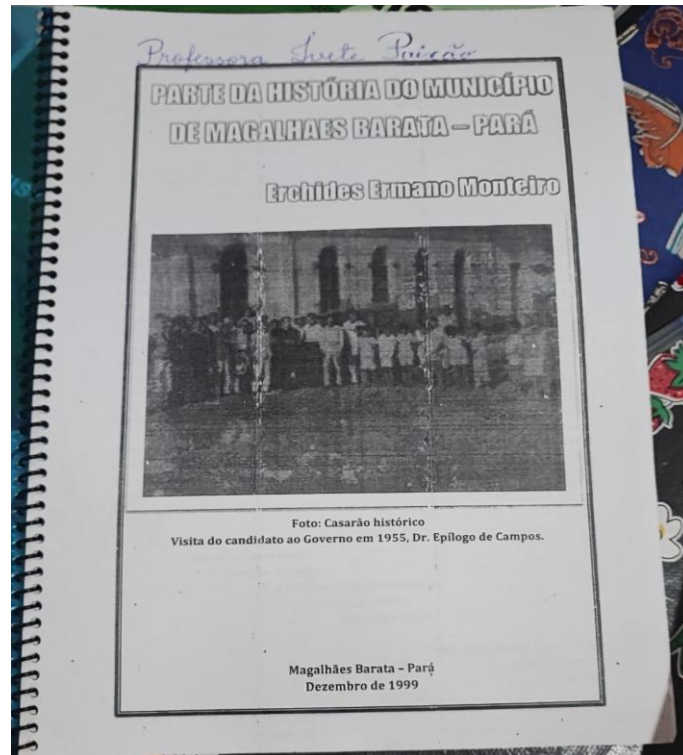 Professora Ivete Paixão
PARTE DA HISTÓRIA DO MUNICÍPIO
DE MAGALHAES BARATA – PARÁ
Erchides Ermano Monteiro
Foto: Casarão histórico
Visita do candidato ao Governo em 1955, Dr. Epílogo de Campos.
Magalhães Barata – Pará
Dezembro de 1999